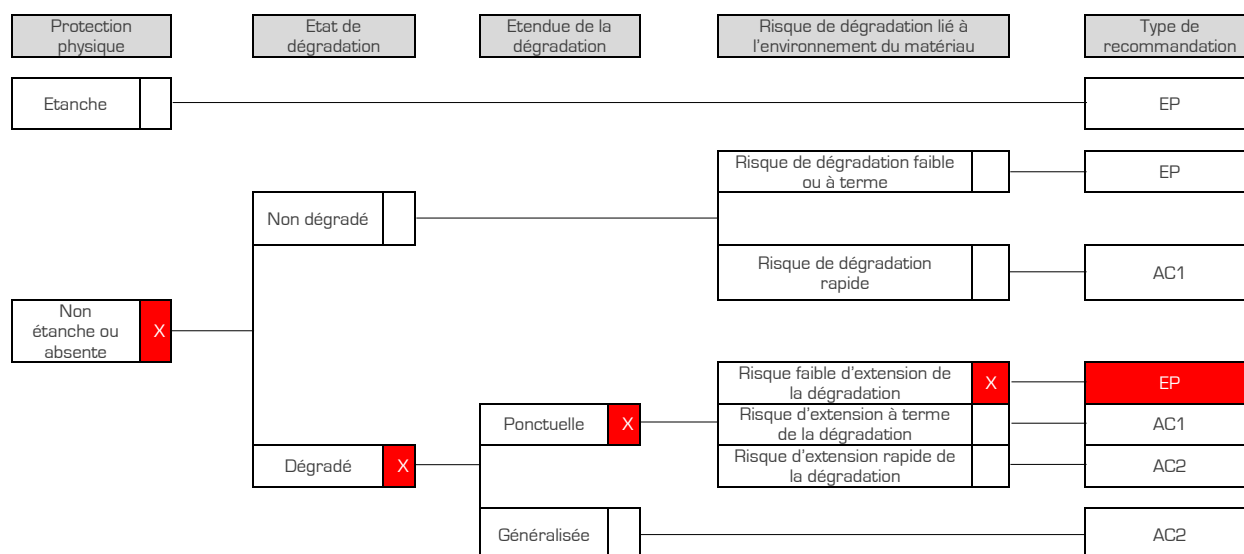 Protection
physique
Etat de
dégradation
Etendue de la
dégradation
Risque de dégradation lié à
l'environnement du matériau
Type de
recommandation
Etanche
EP
Risque de dégradation faible
ou à terme
EP
Non dégradé
Risque de dégradation
rapide
AC1
Non
étanche ou
absente
X
Risque faible d'extension de
la dégradation
X
EP
Ponctuelle
X
Risque d'extension à terme
de la dégradation
AC1
Dégradé
X
Risque d'extension rapide de
la dégradation
AC2
Généralisée
AC2